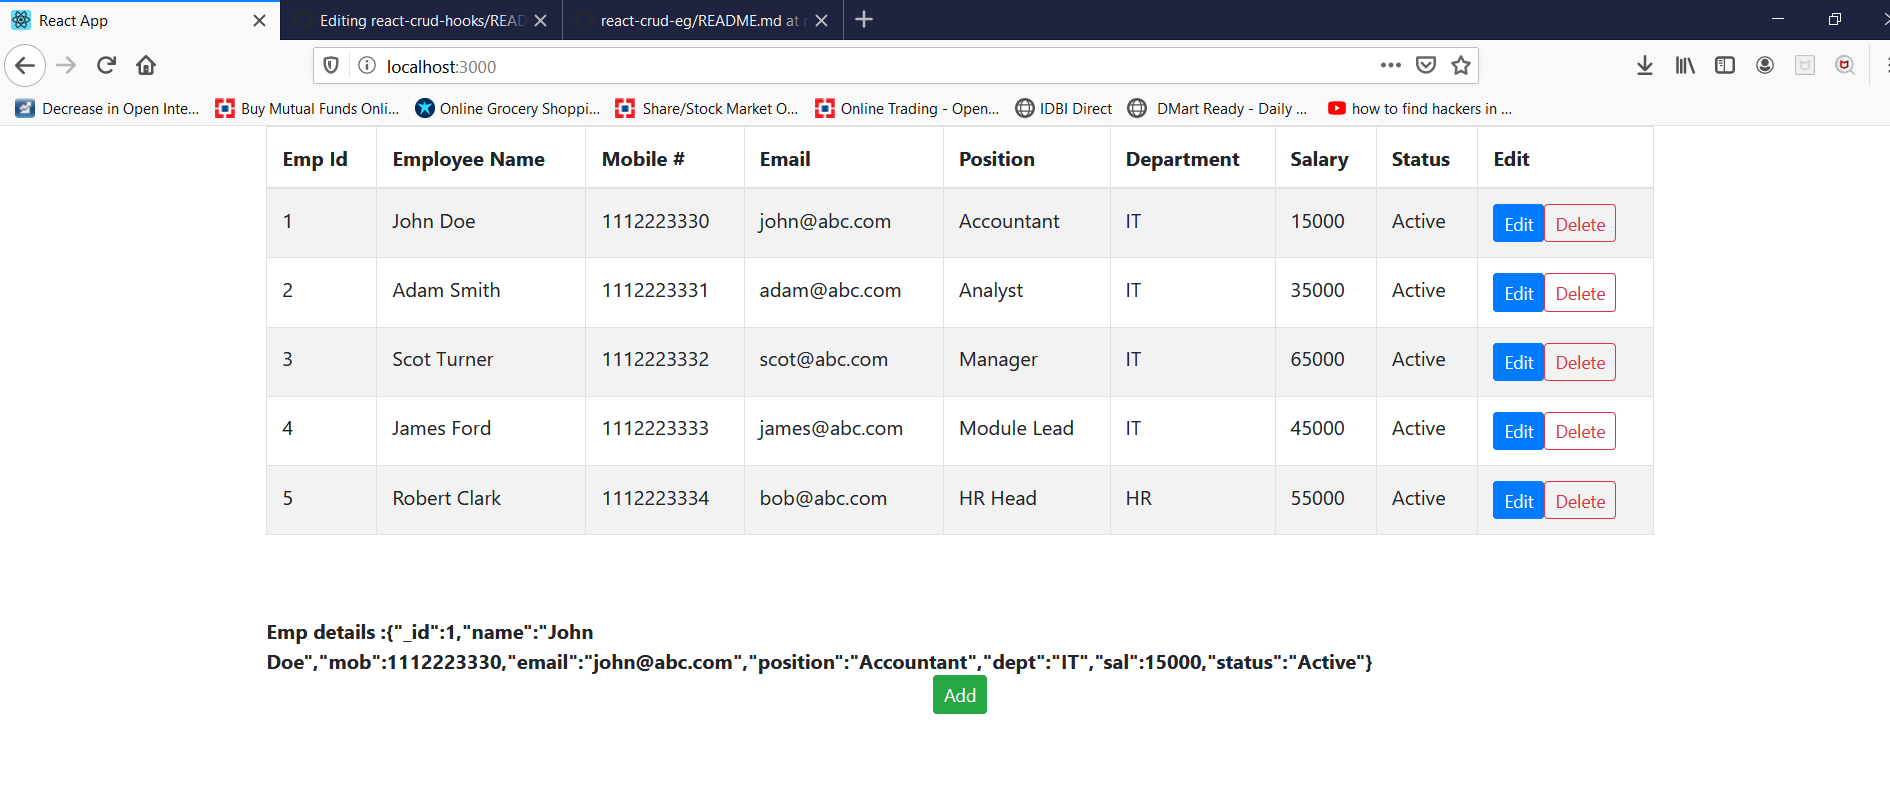 React App Editing react-crud-hooks/READ react-crud-eg/README.md at
localhost:3000
Decrease in Open Inte... Buy Mutual Funds Onli... Online Grocery Shoppi... Share/Stock Market O... Online Trading - Open... IDBI Direct DMart Ready - Daily ... how to find hackers in ...
Emp Id Employee Name Mobile # Email Position Department Salary Status Edit
1 John Doe 1112223330 john@abc.com Accountant IT 15000 Active Edit Delete
2 Adam Smith 1112223331 adam@abc.com Analyst IT 35000 Active Edit Delete
3 Scot Turner 1112223332 scot@abc.com Manager IT 65000 Active Edit Delete
4 James Ford 1112223333 james@abc.com Module Lead IT 45000 Active Edit Delete
5 Robert Clark 1112223334 bob@abc.com HR Head HR 55000 Active Edit Delete
Emp details :{"_id":1,"name":"John
Doe","mob":1112223330,"email":"john@abc.com","position":"Accountant","dept":"IT","sal":15000,"status":"Active"}
Add